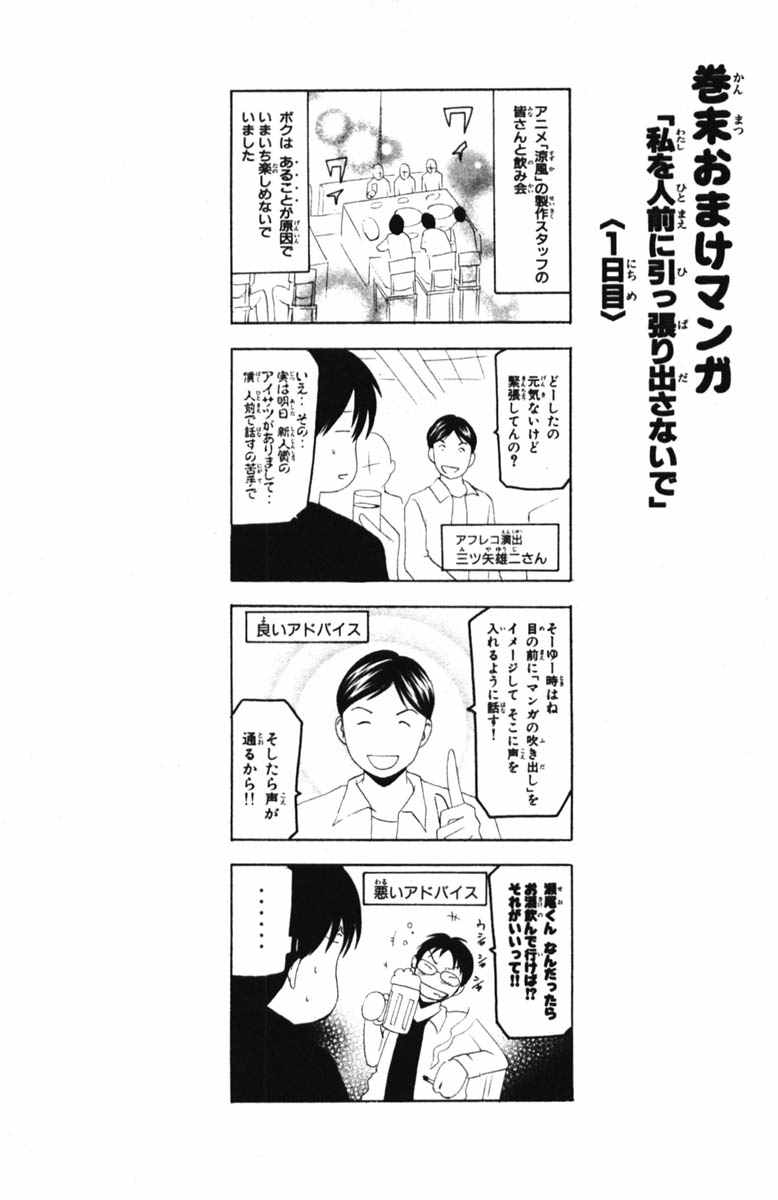 巻末おまけマンガ
「私を人前に引っ張り出さないで」
〈1日目〉
アニメ「涼風」の製作スタッフの
皆さんと飲み会
ワイ
ワイ
ボクは あることが原因で
いまいち楽しめないで
いました
どーしたの
元気ないけど
緊張してんの？
アフレコ演出
三ツ矢雄二さん
いえ‥その‥
実は明日 新人賞の
アイサツがありまして‥
僕 人前で話すの苦手で
良いアドバイス
そーゆー時はね
目の前に「マンガの吹き出し」を
イメージして そこに声を
入れるように話す！
そしたら声が
通るから!!
悪いアドバイス
瀬尾くん なんだったら
お酒飲んで行けば!?
それがいいって!!
ウシャ
シャ
シャ
‥‥‥